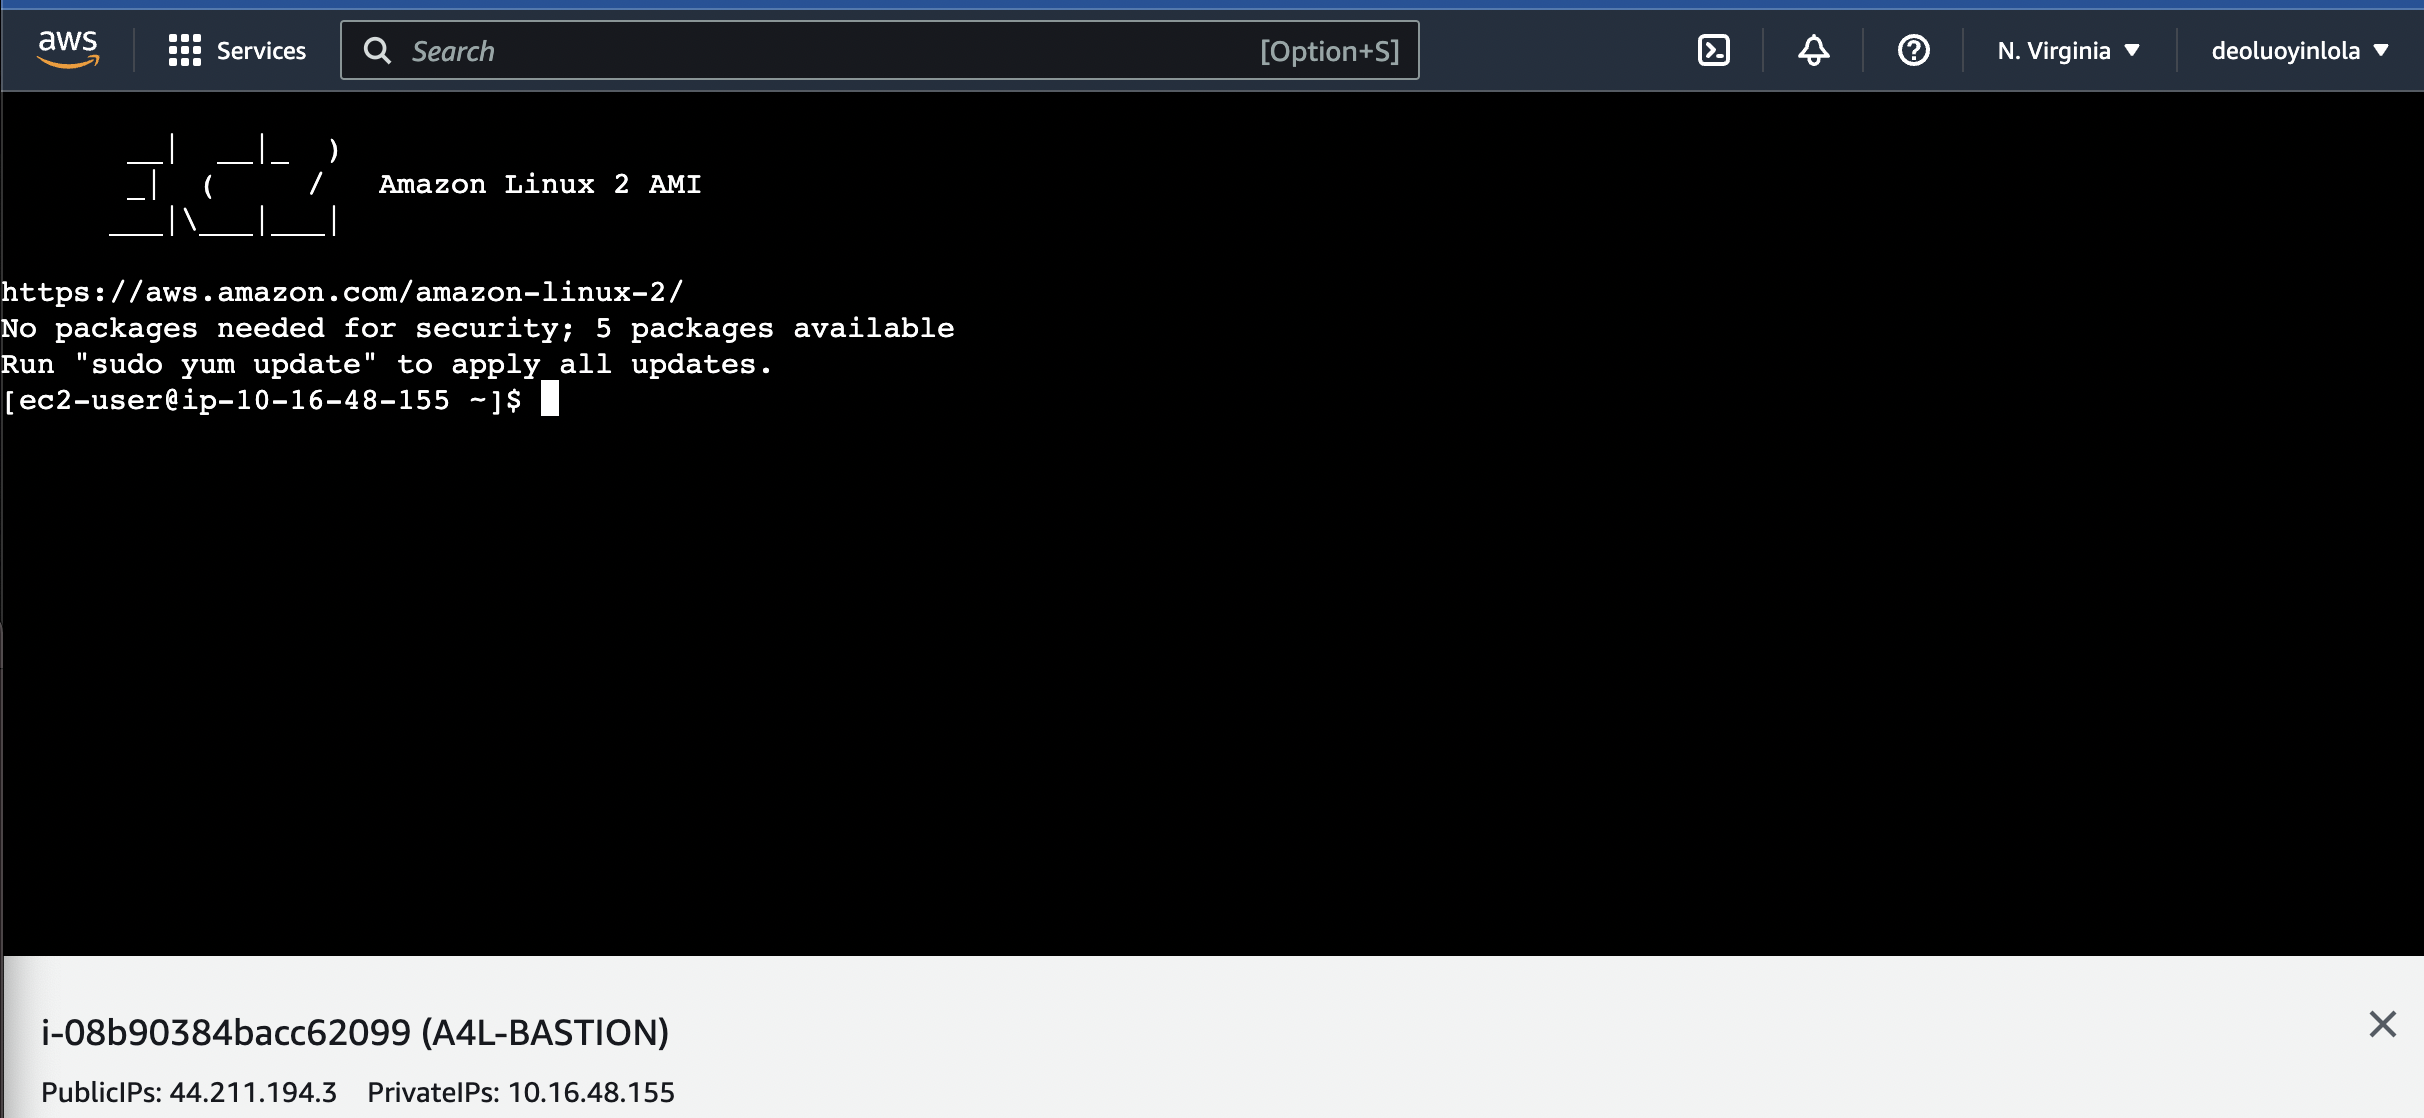 aws Services Search [Option+S] N. Virginia deoluoyinlola
       __|  __|_  )
       _|  (     /   Amazon Linux 2 AMI
      ___|\___|___|
https://aws.amazon.com/amazon-linux-2/
No packages needed for security; 5 packages available
Run "sudo yum update" to apply all updates.
[ec2-user@ip-10-16-48-155 ~]$
i-08b90384bacc62099 (A4L-BASTION)
PublicIPs: 44.211.194.3 PrivateIPs: 10.16.48.155